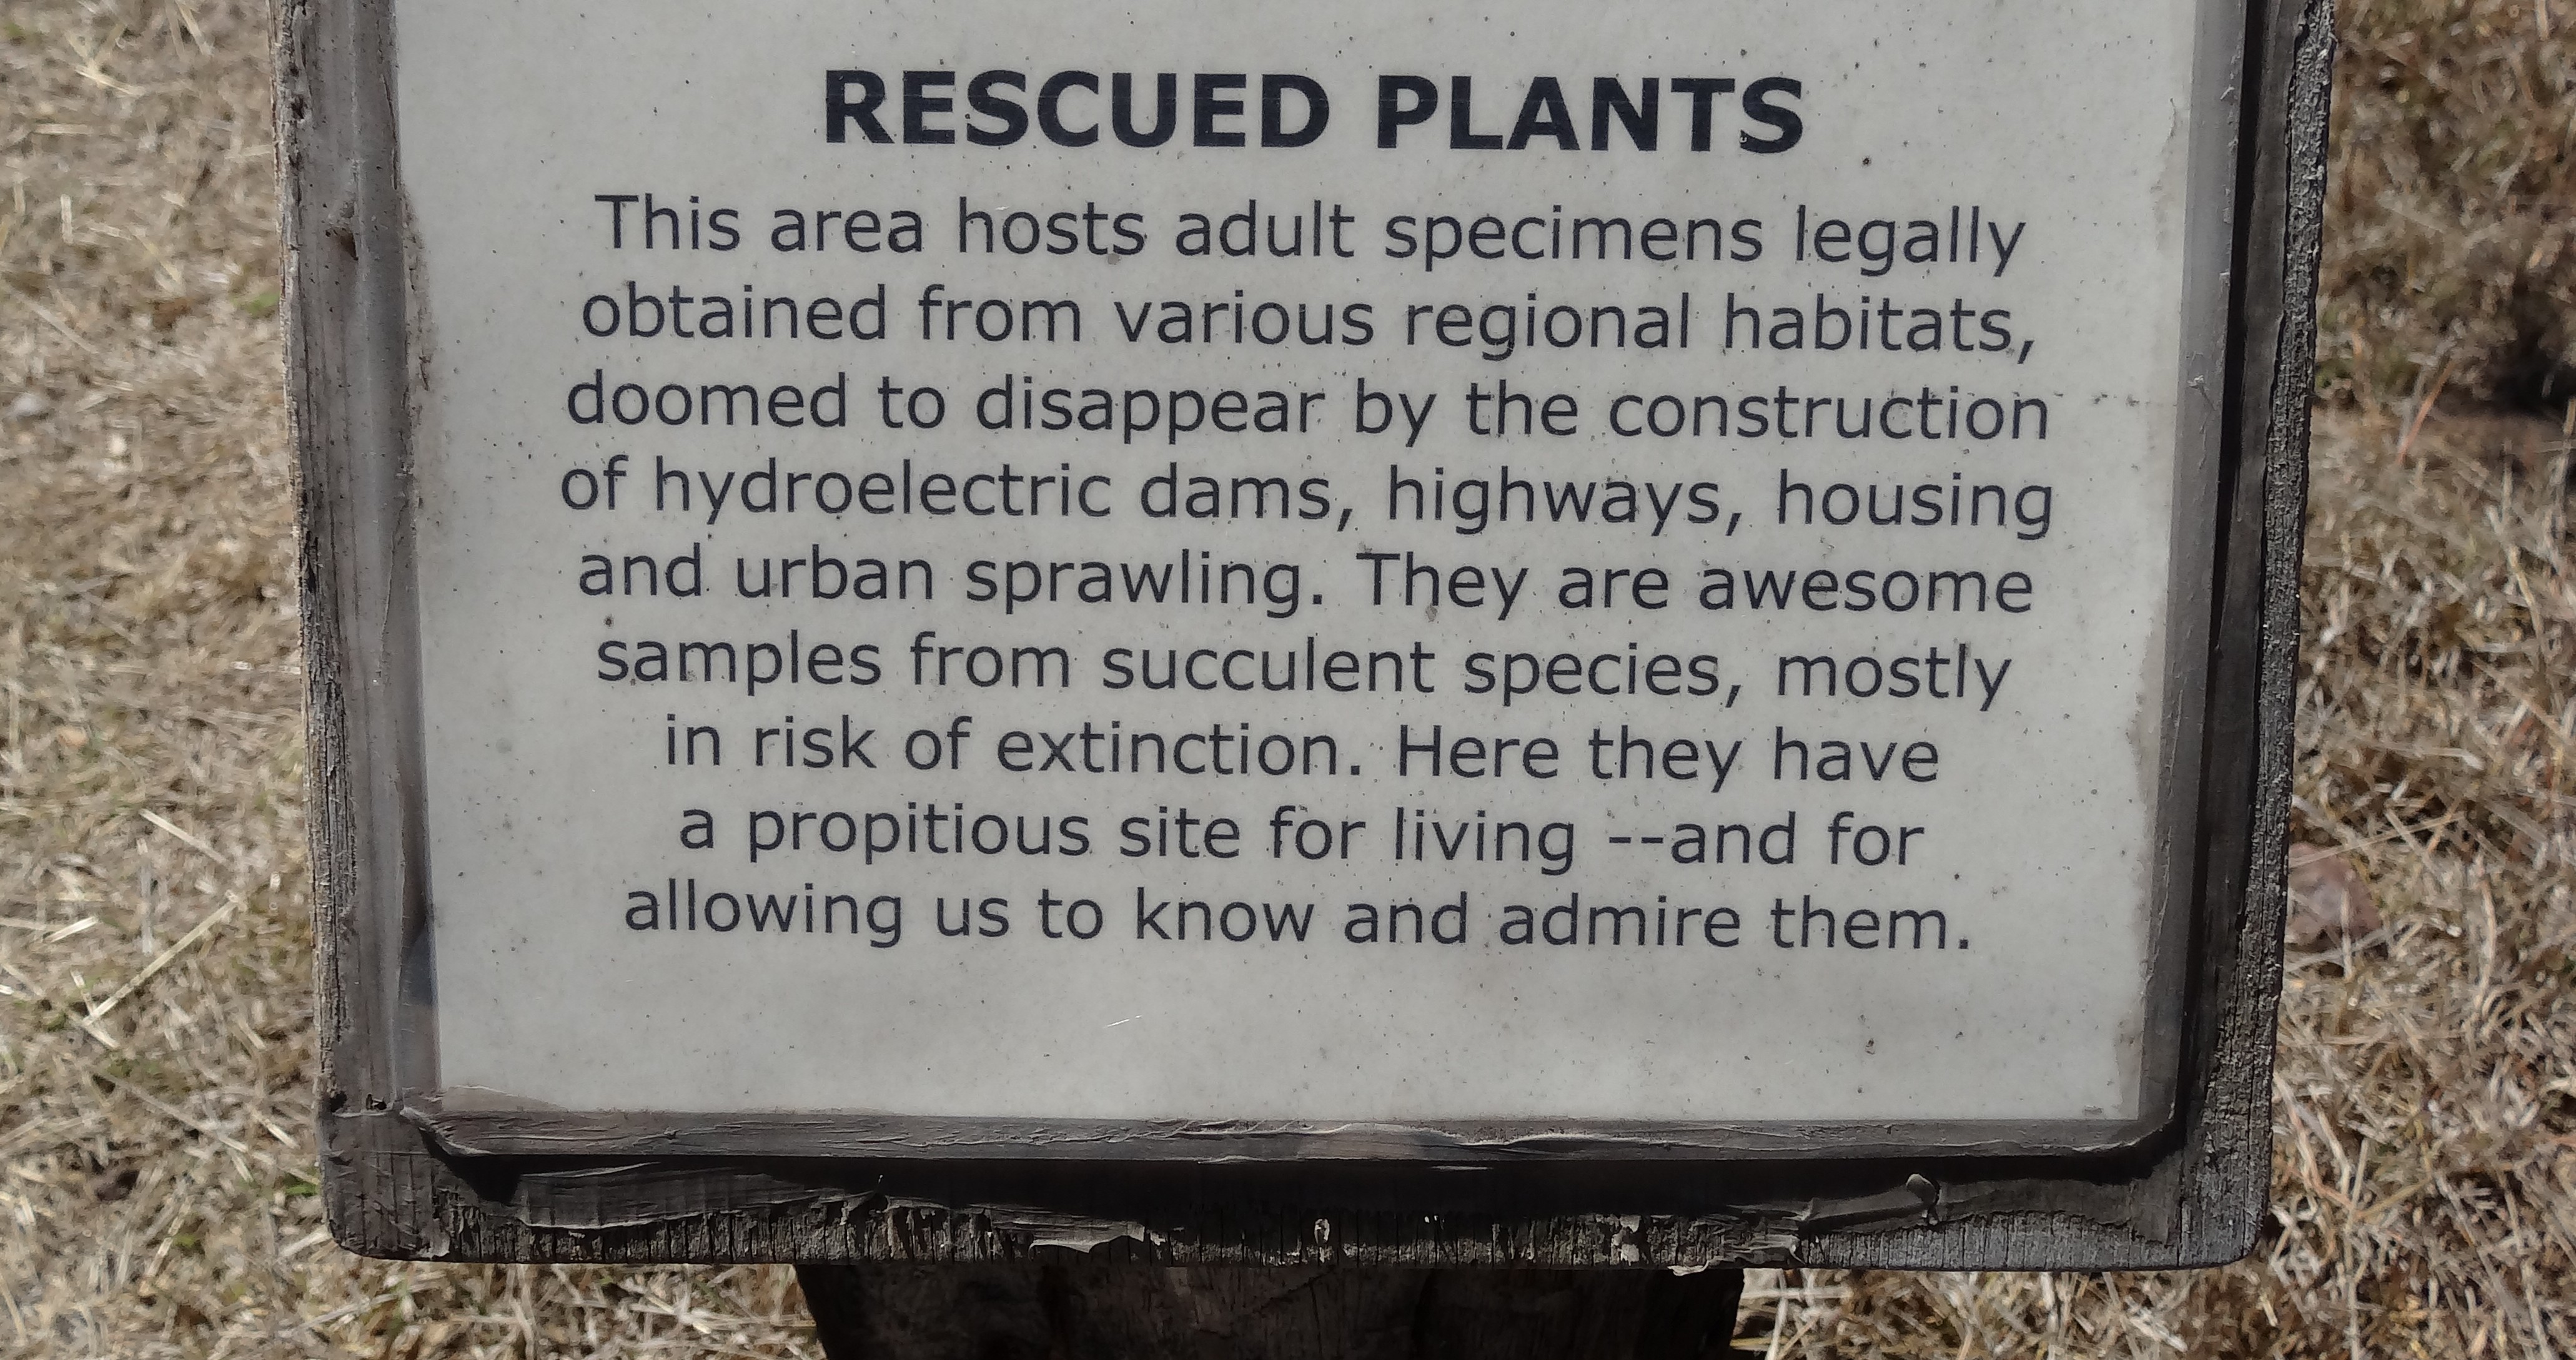 RESCUED PLANTS
This area hosts adult specimens legally
obtained from various regional habitats,
doomed to disappear by the construction
of hydroelectric dams, highways, housing
and urban sprawling. They are awesome
samples from succulent species, mostly
in risk of extinction. Here they have
a propitious site for living --and for
allowing us to know and admire them.